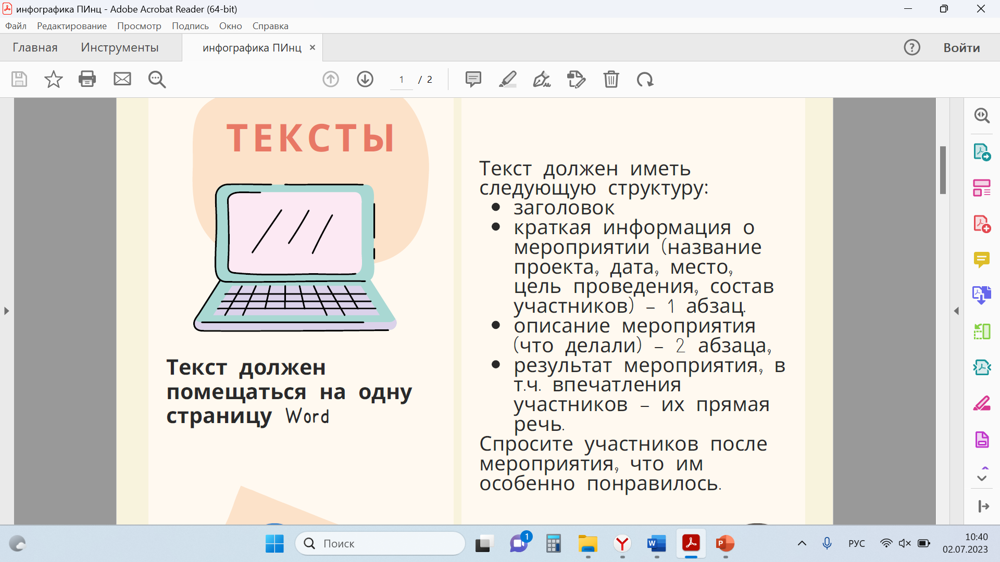 инфографика ПИнц - Adobe Acrobat Reader (64-bit)
Файл Редактирование Просмотр Подпись Окно Справка
Главная Инструменты инфографика ПИнц × ? Войти
1 / 2
ТЕКСТЫ
Текст должен
помещаться на одну
страницу Word
Текст должен иметь
следующую структуру:
• заголовок
• краткая информация о
мероприятии (название
проекта, дата, место,
цель проведения, состав
участников) – 1 абзац.
• описание мероприятия
(что делали) – 2 абзаца,
• результат мероприятия, в
т.ч. впечатления
участников – их прямая
речь.
Спросите участников после
мероприятия, что им
особенно понравилось.
Поиск
1
W
P
РУС
10:40
02.07.2023